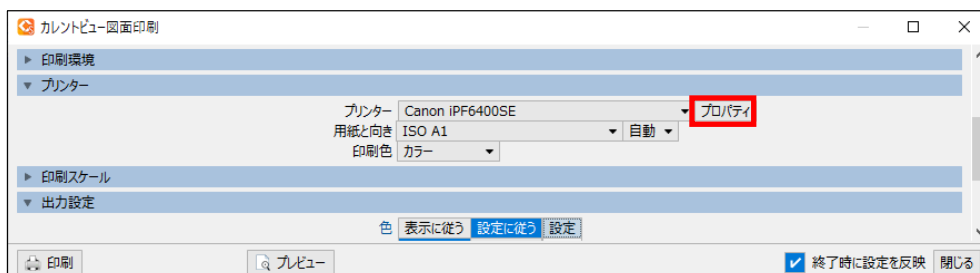 カレントビュー図面印刷
印刷環境
プリンター
プリンター Canon iPF6400SE プロパティ
用紙と向き ISO A1 自動
印刷色 カラー
印刷スケール
出力設定
色 表示に従う 設定に従う 設定
印刷 プレビュー 終了時に設定を反映 閉じる